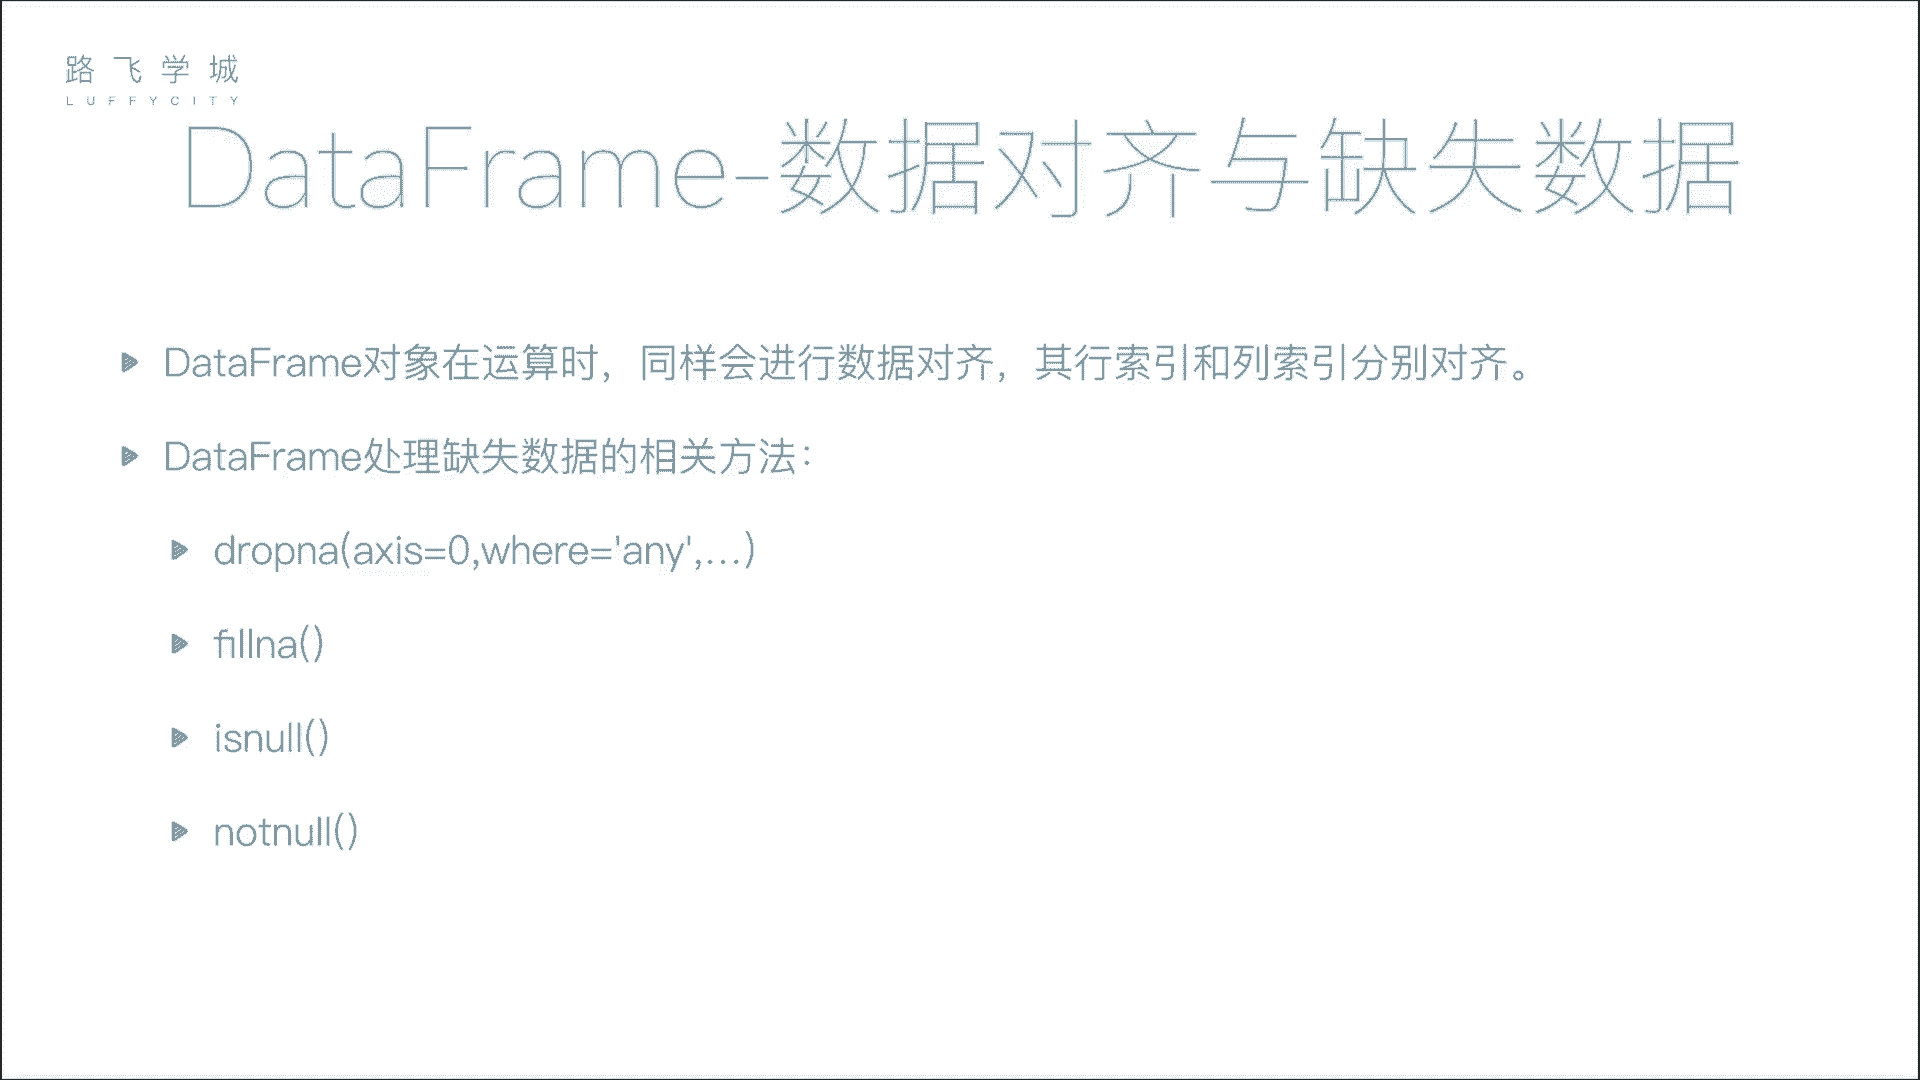 路飞学城
LUFFYCITY
DataFrame-数据对齐与缺失数据
DataFrame对象在运算时，同样会进行数据对齐，其行索引和列索引分别对齐。
DataFrame处理缺失数据的相关方法：
dropna(axis=0,where='any',…)
fillna()
isnull()
notnull()